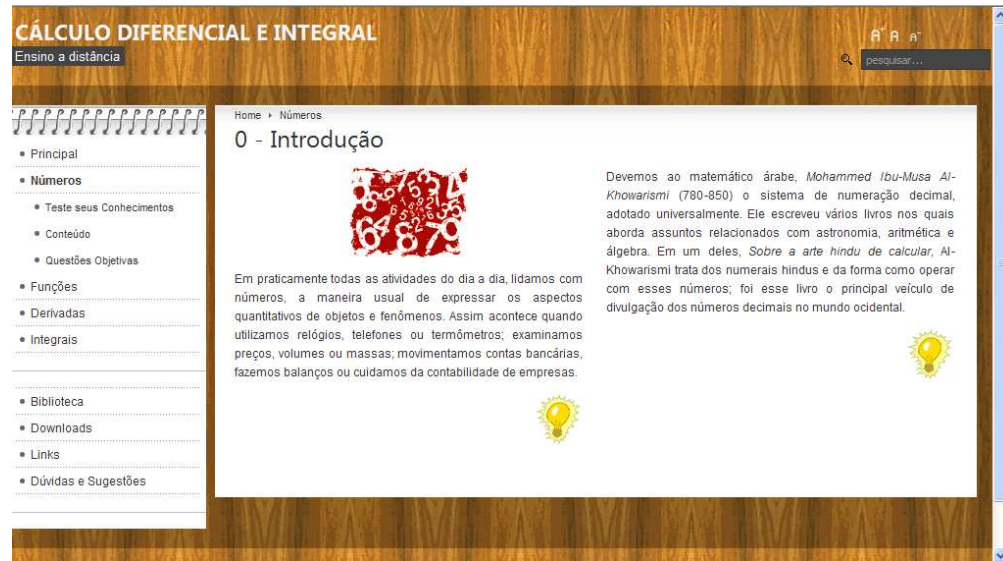 CÁLCULO DIFERENCIAL E INTEGRAL
Ensino a distância
A+ A A-
pesquisar...
Principal
Números
Teste seus Conhecimentos
Conteúdo
Questões Objetivas
Funções
Derivadas
Integrais
Biblioteca
Downloads
Links
Dúvidas e Sugestões
Home
Números
0 - Introdução
Em praticamente todas as atividades do dia a dia, lidamos com
números, a maneira usual de expressar os aspectos
quantitativos de objetos e fenômenos. Assim acontece quando
utilizamos relógios, telefones ou termômetros; examinamos
preços, volumes ou massas; movimentamos contas bancárias,
fazemos balanços ou cuidamos da contabilidade de empresas.
Devemos ao matemático árabe, Mohammed Ibu-Musa Al-
Khowarismi (780-850) o sistema de numeração decimal,
adotado universalmente. Ele escreveu vários livros nos quais
aborda assuntos relacionados com astronomia, aritmética e
álgebra. Em um deles, Sobre a arte hindu de calcular, Al-
Khowarismi trata dos numerais hindus e da forma como operar
com esses números; foi esse livro o principal veículo de
divulgação dos números decimais no mundo ocidental.